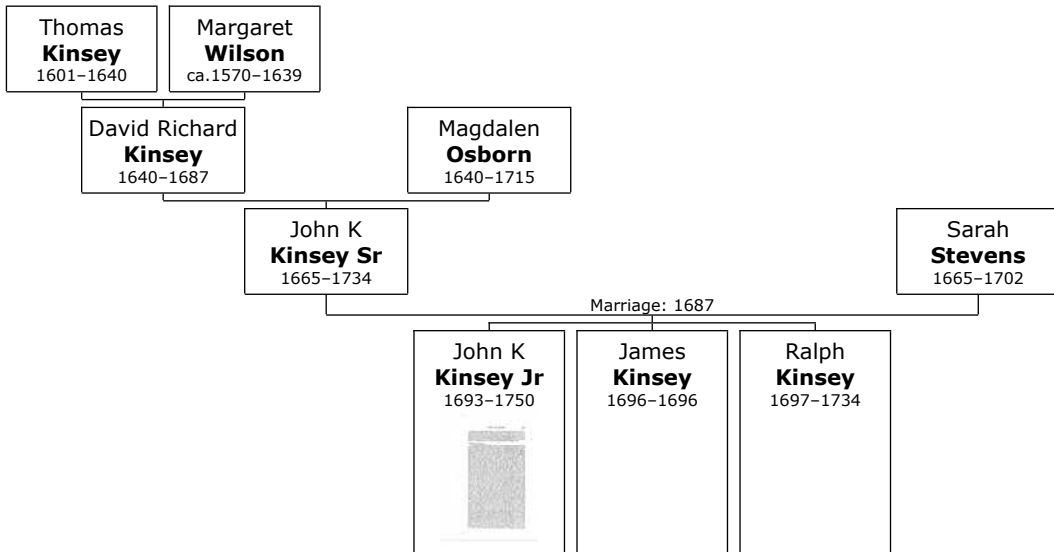 Thomas
Kinsey
1601–1640
Margaret
Wilson
ca.1570–1639
David Richard
Kinsey
1640–1687
Magdalen
Osborn
1640–1715
John K
Kinsey Sr
1665–1734
Sarah
Stevens
1665–1702
Marriage: 1687
John K
Kinsey Jr
1693–1750
James
Kinsey
1696–1696
Ralph
Kinsey
1697–1734